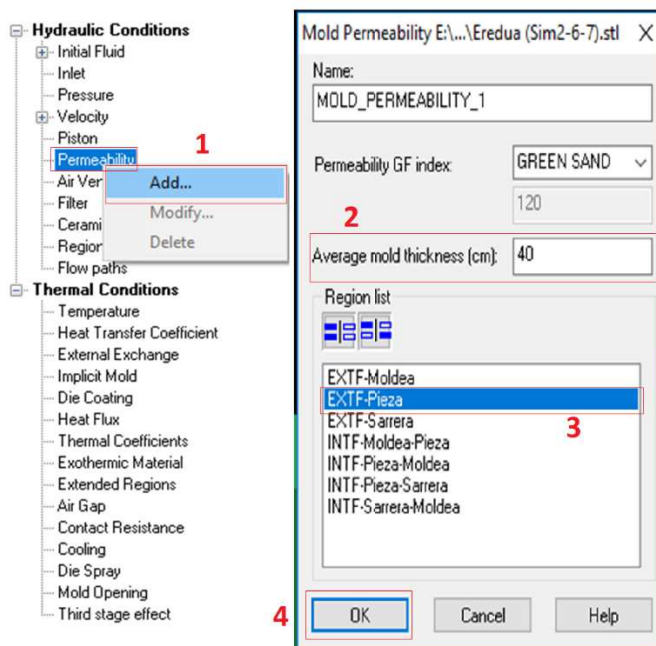 Hydraulic Conditions
Initial Fluid
Inlet
Pressure
Velocity
Piston
1
Permeability
Add...
Air Ven
Modify...
Filter
Cerami
Delete
Region
Flow paths
Thermal Conditions
Temperature
Heat Transfer Coefficient
External Exchange
Implicit Mold
Die Coating
Heat Flux
Thermal Coefficients
Exothermic Material
Extended Regions
Air Gap
Contact Resistance
Cooling
Die Spray
Mold Opening
Third stage effect
Mold Permeability E:\...\Eredua (Sim2-6-7).stl
Name:
MOLD_PERMEABILITY_1
Permeability GF index:
GREEN SAND
120
2
Average mold thickness (cm):
40
Region list
EXTF-Moldea
EXTF-Pieza
3
EXTF-Sarrera
INTF-Moldea-Pieza
INTF-Pieza-Moldea
INTF-Pieza-Sarrera
INTF-Sarrera-Moldea
4
OK
Cancel
Help